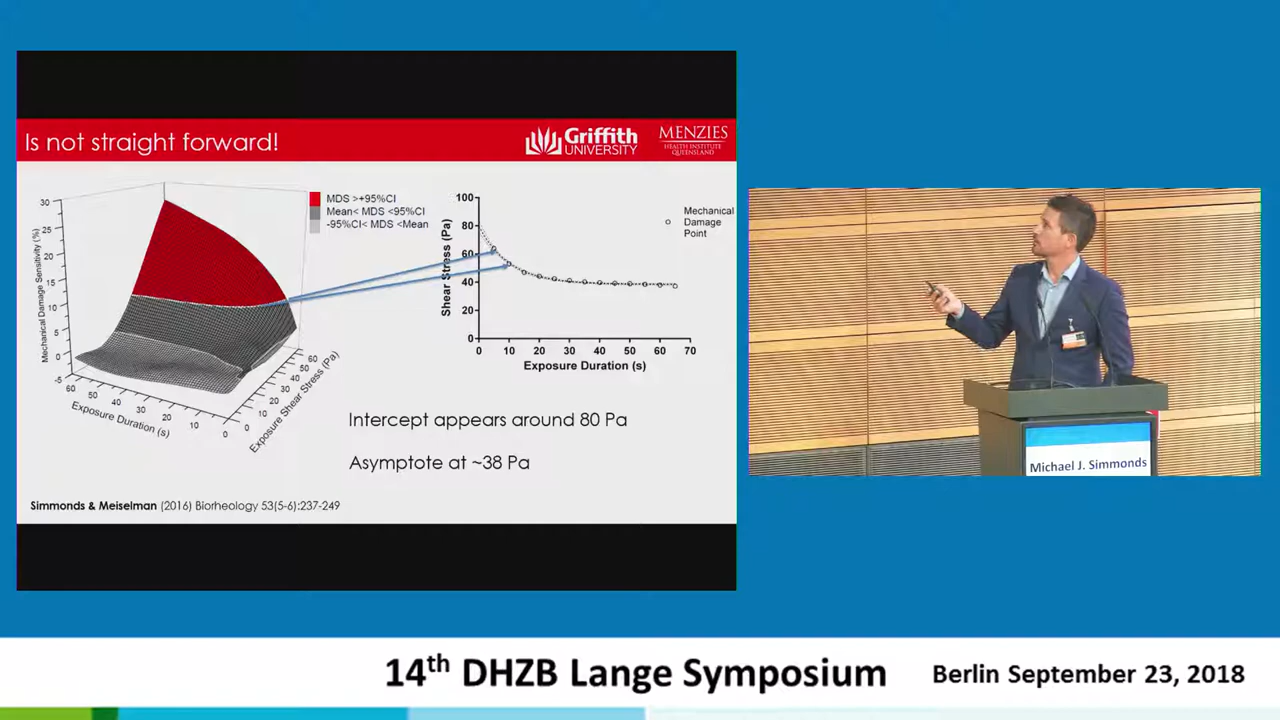 Is not straight forward!
Griffith
UNIVERSITY
MENZIES
HEALTH INSTITUTE
QUEENSLAND
MDS >+95%CI
Mean< MDS <95%CI
-95%CI< MDS <Mean
Mechanical Damage Sensitivity (%)
30
25
20
15
10
5
0
-5
60
50
40
30
20
10
0
Exposure Duration (s)
0
10
20
30
40
50
60
Exposure Shear Stress (Pa)
Shear Stress (Pa)
100
80
60
40
20
0
0 10 20 30 40 50 60 70
Exposure Duration (s)
Mechanical
Damage
Point
Intercept appears around 80 Pa
Asymptote at ~38 Pa
Simmonds & Meiselman (2016) Biorheology 53(5-6):237-249
Michael J. Simmonds
14th DHZB Lange Symposium
Berlin September 23, 2018